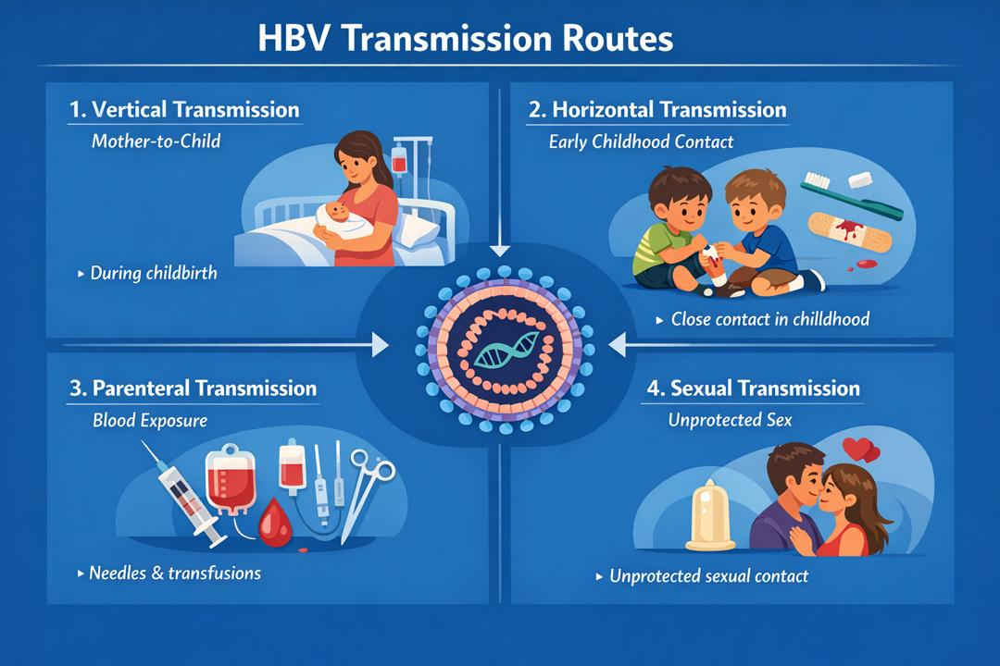 HBV Transmission Routes
1. Vertical Transmission
Mother-to-Child
▸ During childbirth
2. Horizontal Transmission
Early Childhood Contact
▸ Close contact in chilldhood
3. Parenteral Transmission
Blood Exposure
▸ Needles & transfusions
4. Sexual Transmission
Unprotected Sex
▸ Unprotected sexual contact